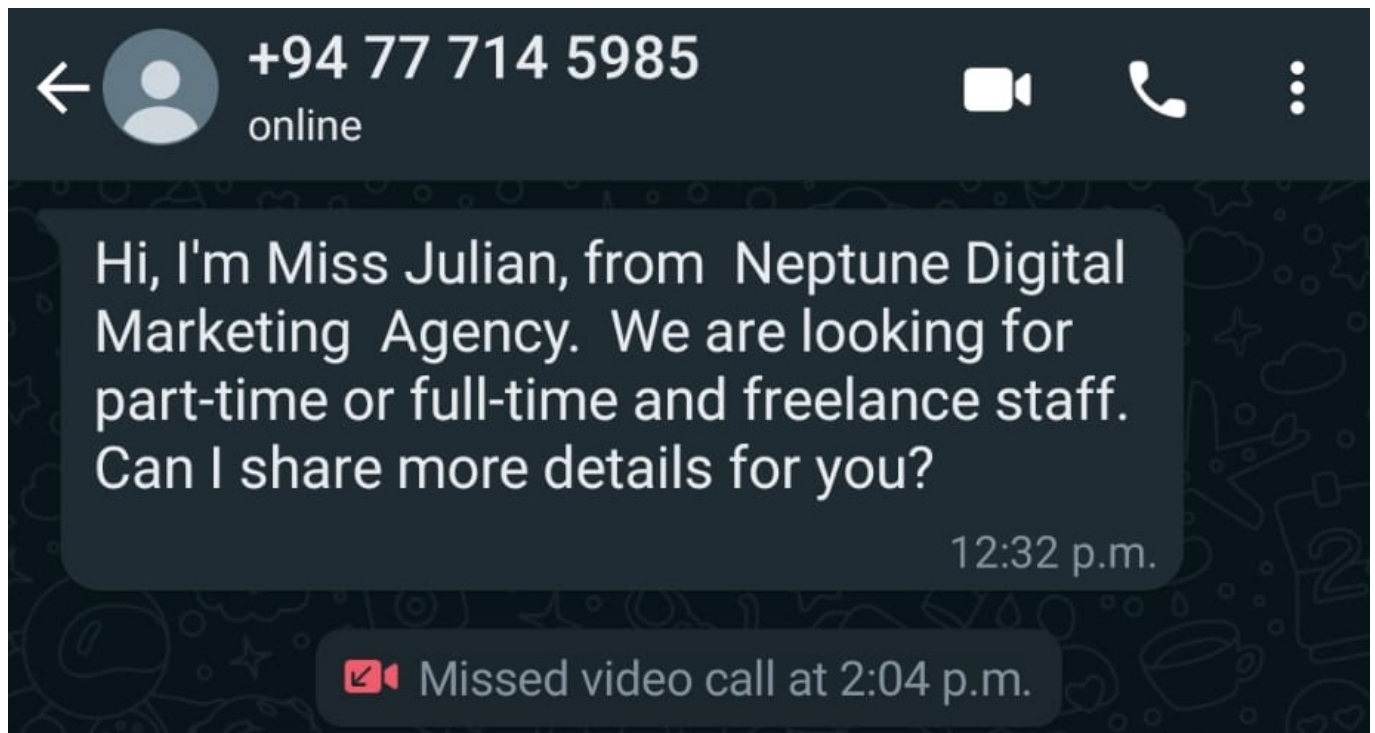 +94 77 714 5985
online
Hi, I'm Miss Julian, from  Neptune Digital
Marketing  Agency.  We are looking for
part-time or full-time and freelance staff.
Can I share more details for you?
12:32 p.m.
Missed video call at 2:04 p.m.